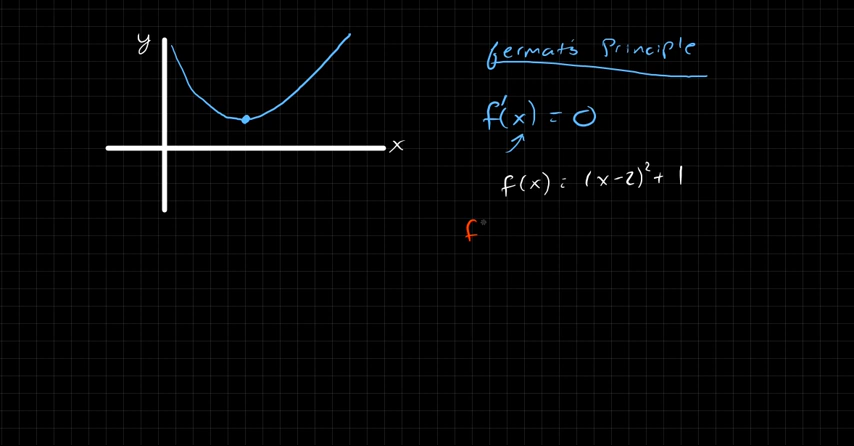 y
x
Fermat's Principle
f'(x) = 0
f(x) = (x-2)² + 1
f